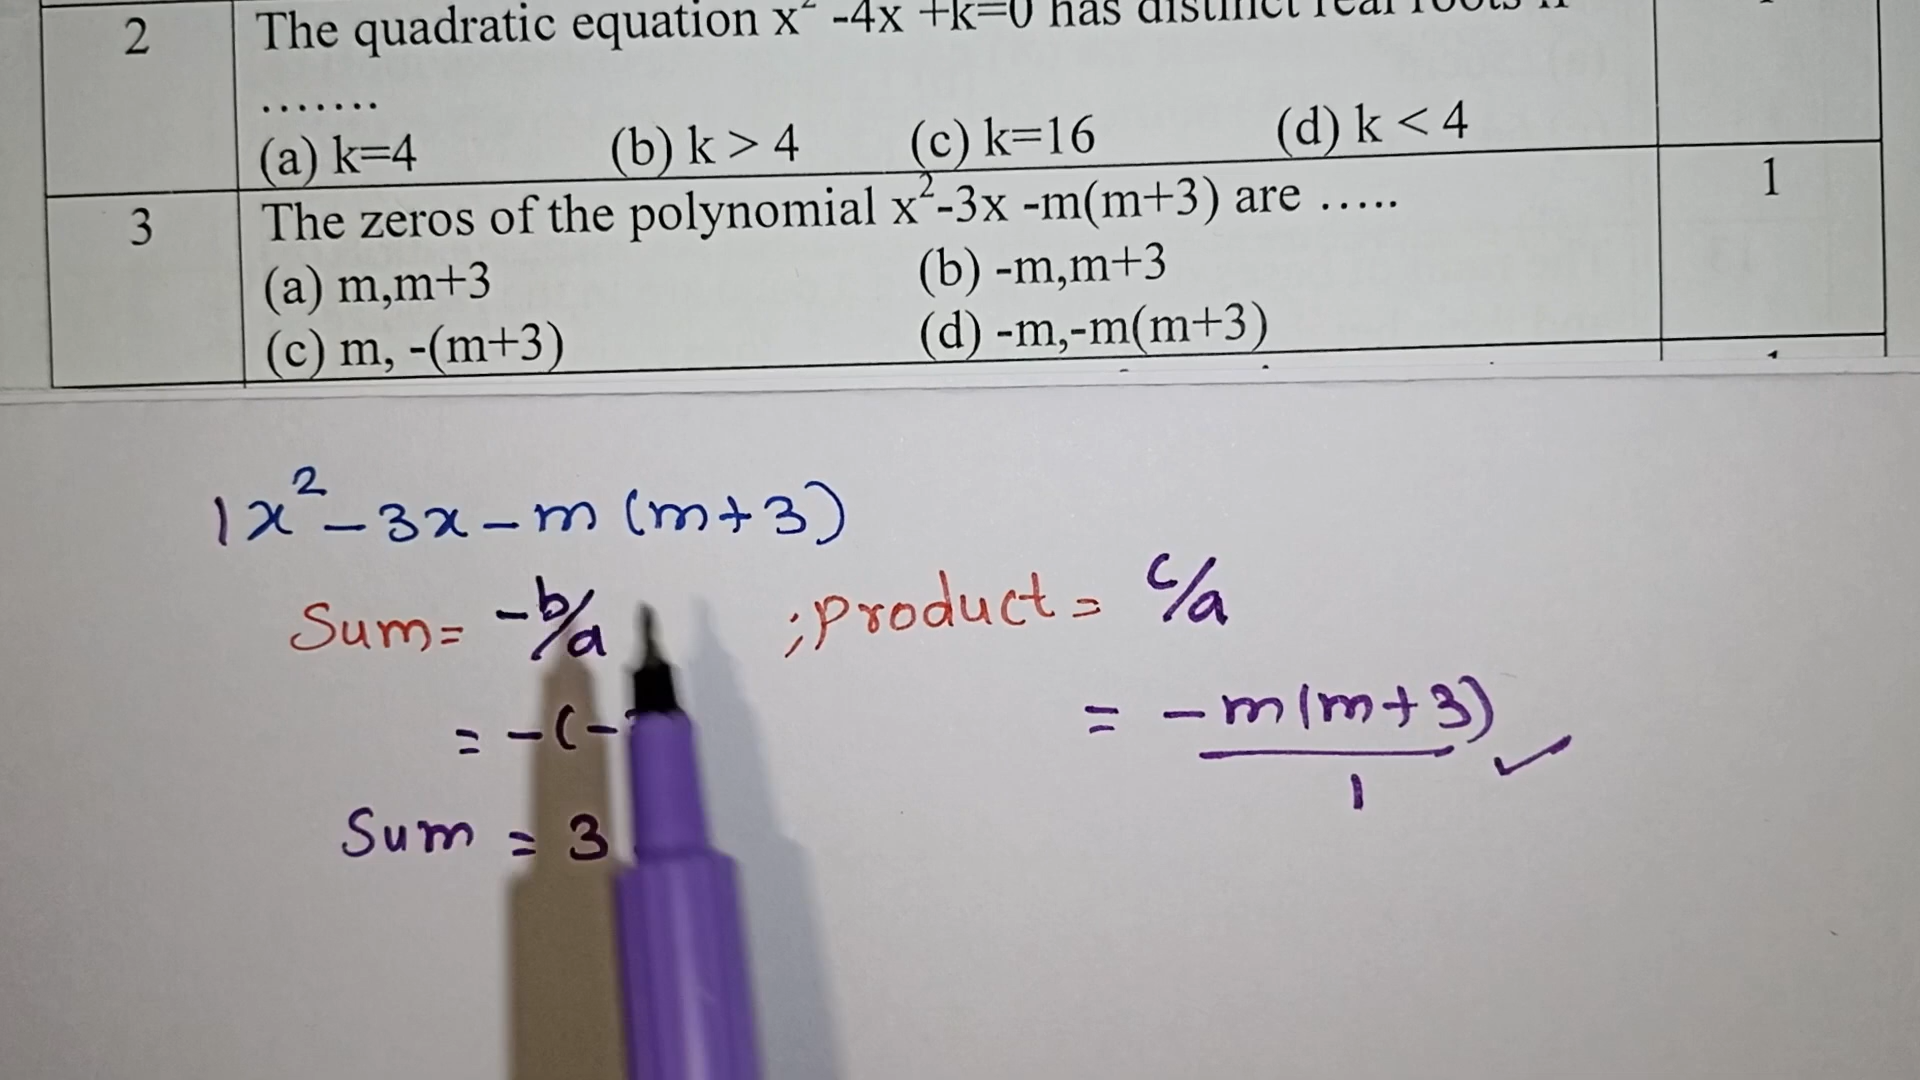 2 The quadratic equation x² -4x +k=0 has distinct real roots if
.......
(a) k=4 (b) k > 4 (c) k=16 (d) k < 4
3 The zeros of the polynomial x²-3x -m(m+3) are ..... 1
(a) m,m+3 (b) -m,m+3
(c) m, -(m+3) (d) -m,-m(m+3)
1x² - 3x - m (m+3)
Sum = -b/a ; product = c/a
= -(- = -m(m+3)
1
Sum = 3